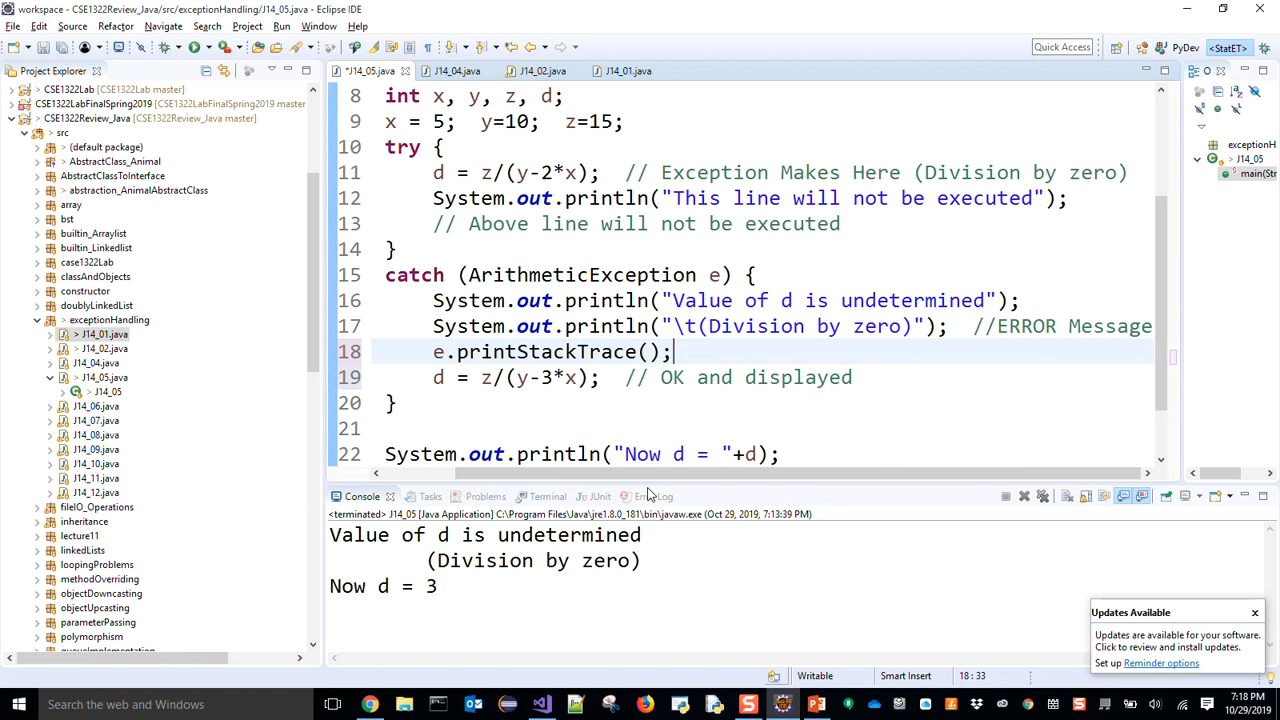 workspace - CSE1322Review_Java/src/exceptionHandling/J14_05.java - Eclipse IDE
File Edit Source Refactor Navigate Search Project Run Window Help
Quick Access
PyDev
<StatET>
Project Explorer
*J14_05.java
J14_04.java
J14_02.java
J14_01.java
> CSE1322Lab [CSE1322Lab master]
CSE1322LabFinalSpring2019 [CSE1322LabFinalSpring2019 master]
> CSE1322Review_Java [CSE1322Review_Java master]
> src
> (default package)
AbstractClass_Animal
AbstractClassToInterface
> abstraction_AnimalAbstractClass
array
bst
builtin_Arraylist
builtin_Linkedlist
case1322Lab
classAndObjects
constructor
doublyLinkedList
> exceptionHandling
> J14_01.java
> J14_02.java
> J14_04.java
> J14_05.java
> J14_05
J14_06.java
J14_07.java
J14_08.java
J14_09.java
J14_10.java
J14_11.java
J14_12.java
fileIO_Operations
inheritance
lecture11
linkedLists
loopingProblems
methodOverriding
objectDowncasting
objectUpcasting
parameterPassing
polymorphism
8 int x, y, z, d;
9 x = 5; y=10; z=15;
10 try {
11 d = z/(y-2*x); // Exception Makes Here (Division by zero)
12 System.out.println("This line will not be executed");
13 // Above line will not be executed
14 }
15 catch (ArithmeticException e) {
16 System.out.println("Value of d is undetermined");
17 System.out.println("\t(Division by zero)"); //ERROR Message
18 e.printStackTrace();
19 d = z/(y-3*x); // OK and displayed
20 }
21
22 System.out.println("Now d = "+d);
exceptionH
> J14_05
main(Str
Console Tasks Problems Terminal JUnit Error Log
<terminated> J14_05 [Java Application] C:\Program Files\Java\jre1.8.0_181\bin\javaw.exe (Oct 29, 2019, 7:13:39 PM)
Value of d is undetermined
(Division by zero)
Now d = 3
Updates Available
Updates are available for your software.
Click to review and install updates.
Set up Reminder options
Writable
Smart Insert
18 : 33
Search the web and Windows
7:18 PM
10/29/2019